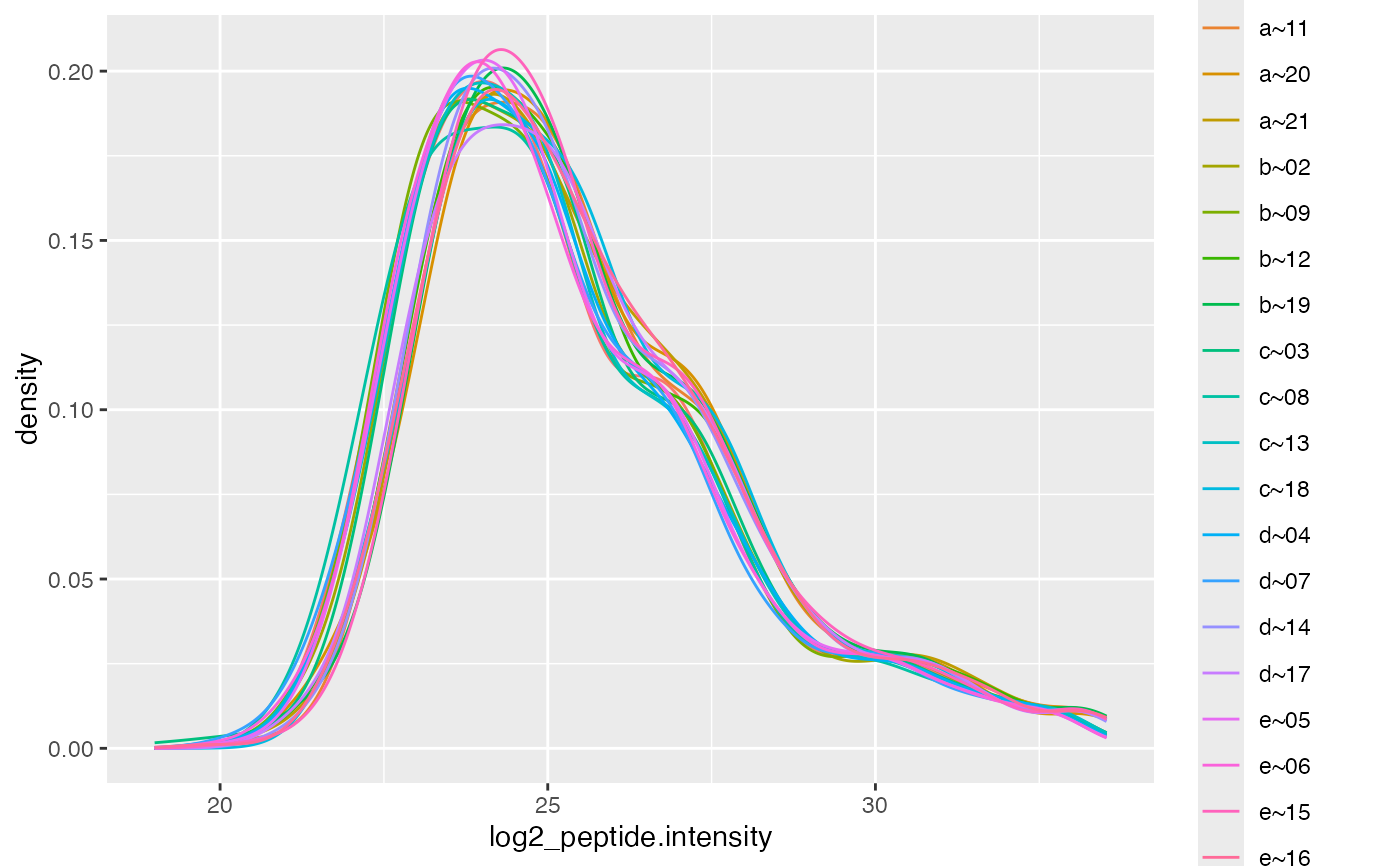 0.20
0.15
0.10
0.05
0.00
density
20
25
30
log2_peptide.intensity
a~11
a~20
a~21
b~02
b~09
b~12
b~19
c~03
c~08
c~13
c~18
d~04
d~07
d~14
d~17
e~05
e~06
e~15
e~16